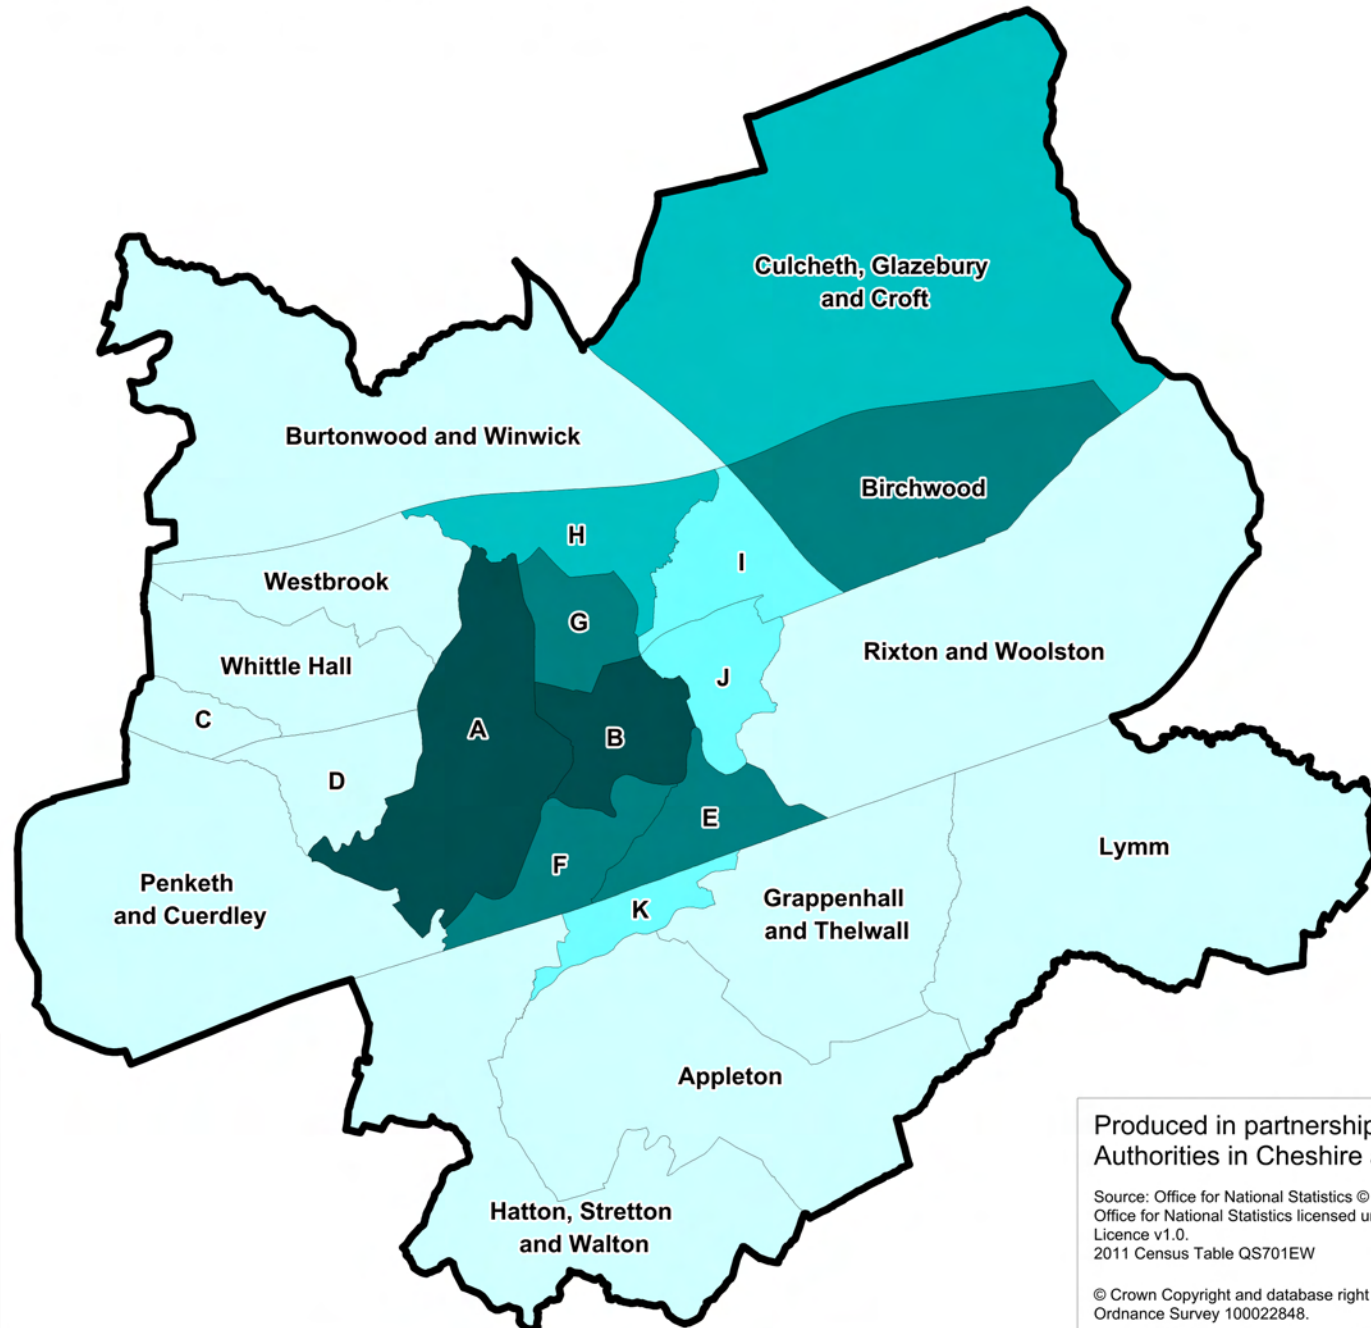 Culcheth, Glazebury
and Croft
Burtonwood and Winwick
Birchwood
H
I
Westbrook
G
Rixton and Woolston
Whittle Hall
J
C
A
B
D
E
Lymm
F
Penketh
and Cuerdley
Grappenhall
and Thelwall
K
Appleton
Hatton, Stretton
and Walton
Produced in partnership
Authorities in Cheshire
Source: Office for National Statistics ©
Office for National Statistics licensed
Licence v1.0.
2011 Census Table QS701EW
© Crown Copyright and database right
Ordnance Survey 100022848.